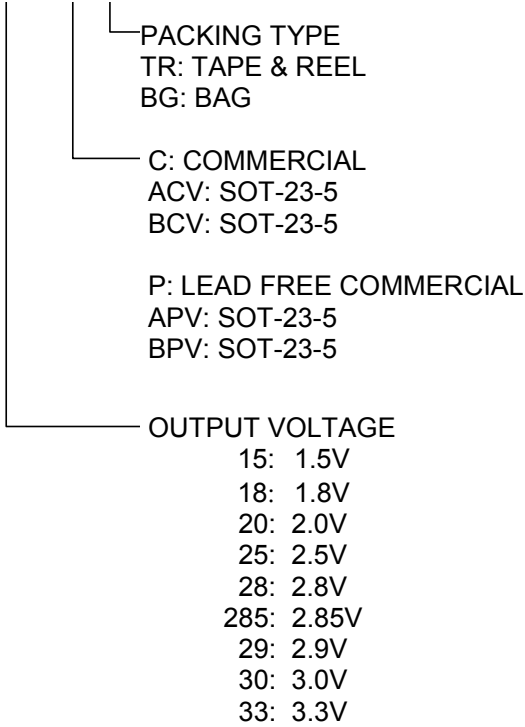 PACKING TYPE
TR: TAPE & REEL
BG: BAG
C: COMMERCIAL
ACV: SOT-23-5
BCV: SOT-23-5
P: LEAD FREE COMMERCIAL
APV: SOT-23-5
BPV: SOT-23-5
OUTPUT VOLTAGE
15: 1.5V
18: 1.8V
20: 2.0V
25: 2.5V
28: 2.8V
285: 2.85V
29: 2.9V
30: 3.0V
33: 3.3V